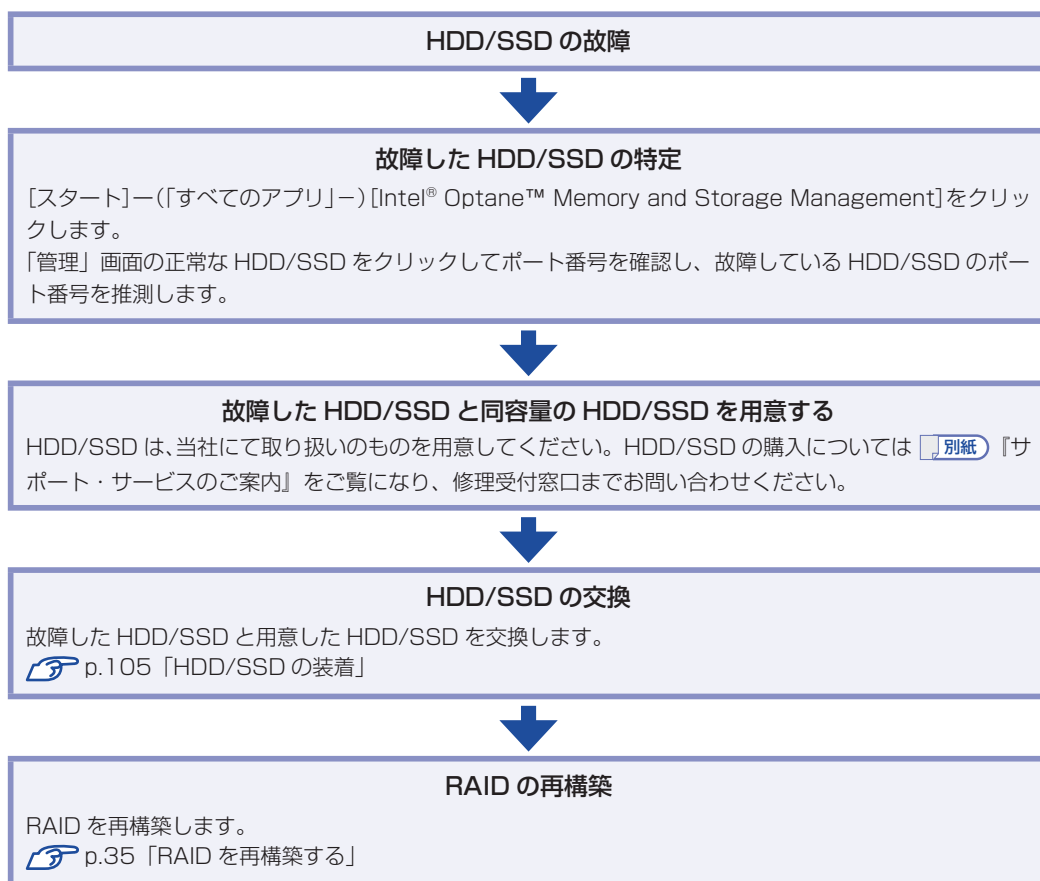 HDD/SSD の故障
故障した HDD/SSD の特定
[スタート]ー(「すべてのアプリ」－)[Intel® Optane™ Memory and Storage Management]をクリッ
クします。
「管理」画面の正常な HDD/SSD をクリックしてポート番号を確認し、故障している HDD/SSD のポー
ト番号を推測します。
故障した HDD/SSD と同容量の HDD/SSD を用意する
HDD/SSD は、当社にて取り扱いのものを用意してください。HDD/SSD の購入については 別紙 『サ
ポート・サービスのご案内』をご覧になり、修理受付窓口までお問い合わせください。
HDD/SSD の交換
故障した HDD/SSD と用意した HDD/SSD を交換します。
p.105「HDD/SSD の装着」
RAID の再構築
RAID を再構築します。
p.35「RAID を再構築する」